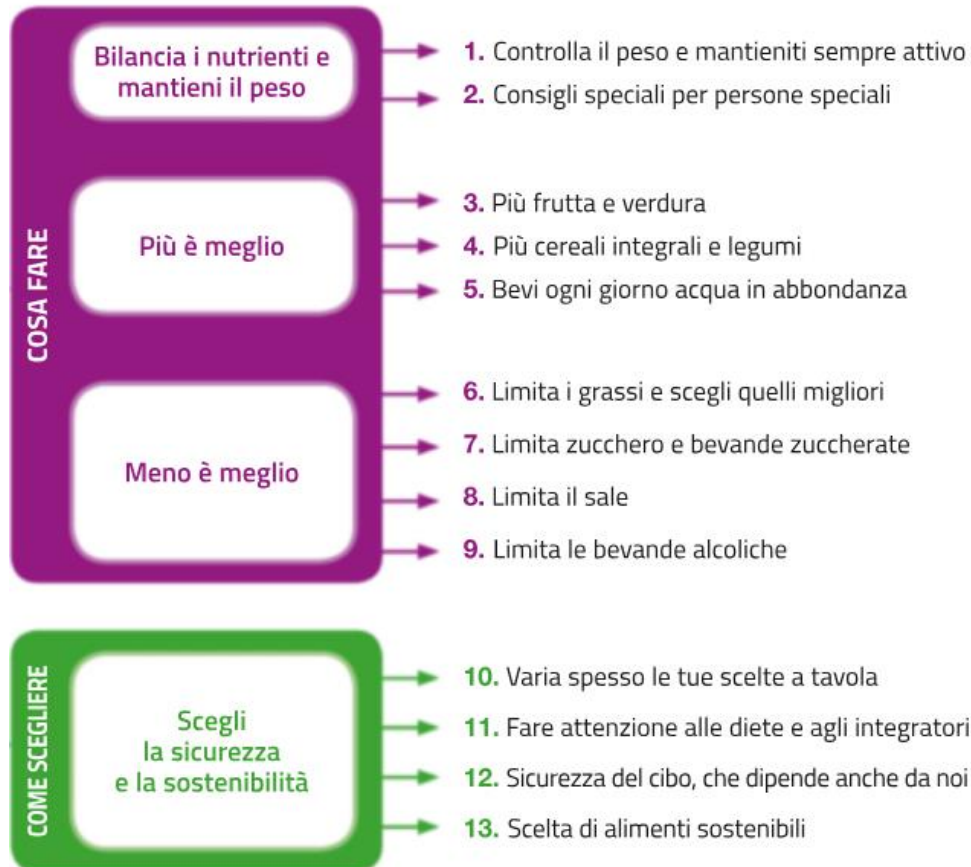 COSA FARE
Bilancia i nutrienti e
mantieni il peso
1. Controlla il peso e mantieniti sempre attivo
2. Consigli speciali per persone speciali
Più è meglio
3. Più frutta e verdura
4. Più cereali integrali e legumi
5. Bevi ogni giorno acqua in abbondanza
Meno è meglio
6. Limita i grassi e scegli quelli migliori
7. Limita zucchero e bevande zuccherate
8. Limita il sale
9. Limita le bevande alcoliche
COME SCEGLIERE
Scegli
la sicurezza
e la sostenibilità
10. Varia spesso le tue scelte a tavola
11. Fare attenzione alle diete e agli integratori
12. Sicurezza del cibo, che dipende anche da noi
13. Scelta di alimenti sostenibili